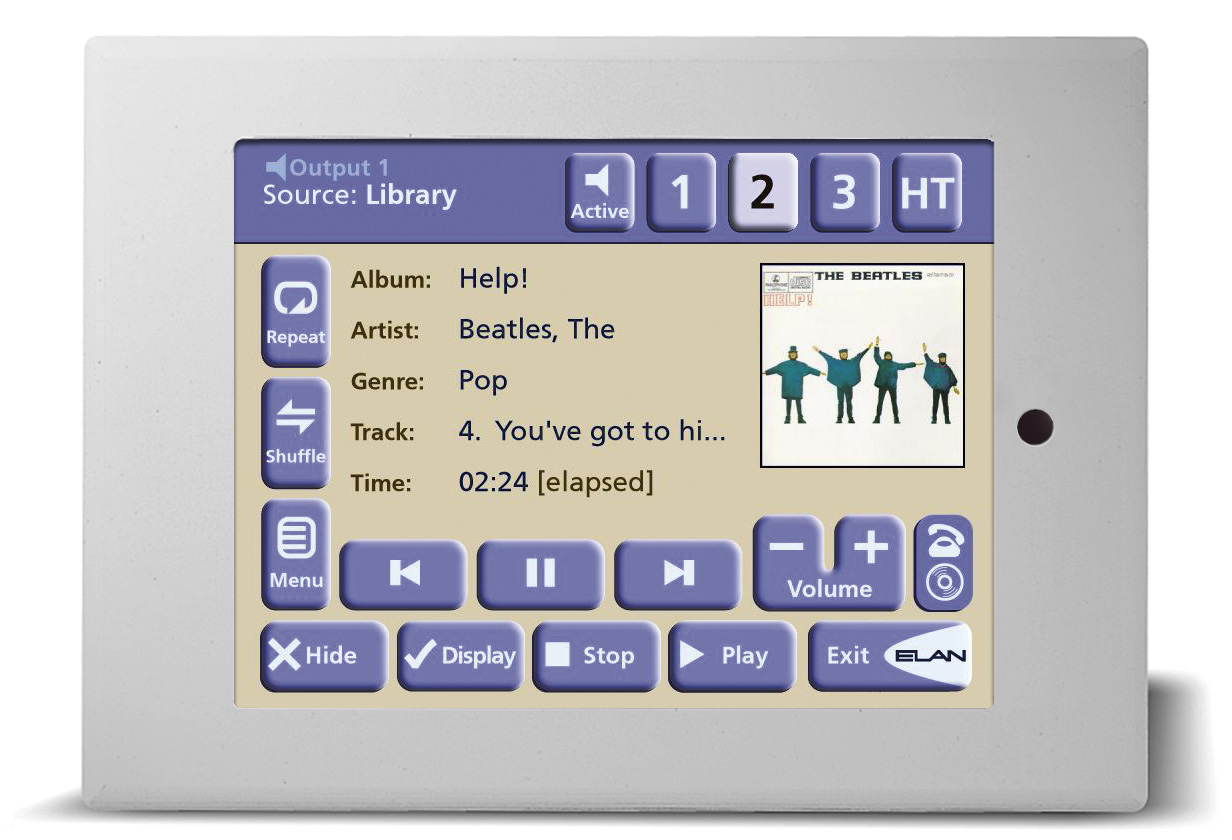 Output 1
Source: Library
Active
1
2
3
HT
Repeat
Album: Help!
Artist: Beatles, The
Genre: Pop
Track: 4. You've got to hi...
Time: 02:24 [elapsed]
THE BEATLES stereo
HELP!
Shuffle
Menu
Volume
Hide
Display
Stop
Play
Exit ELAN